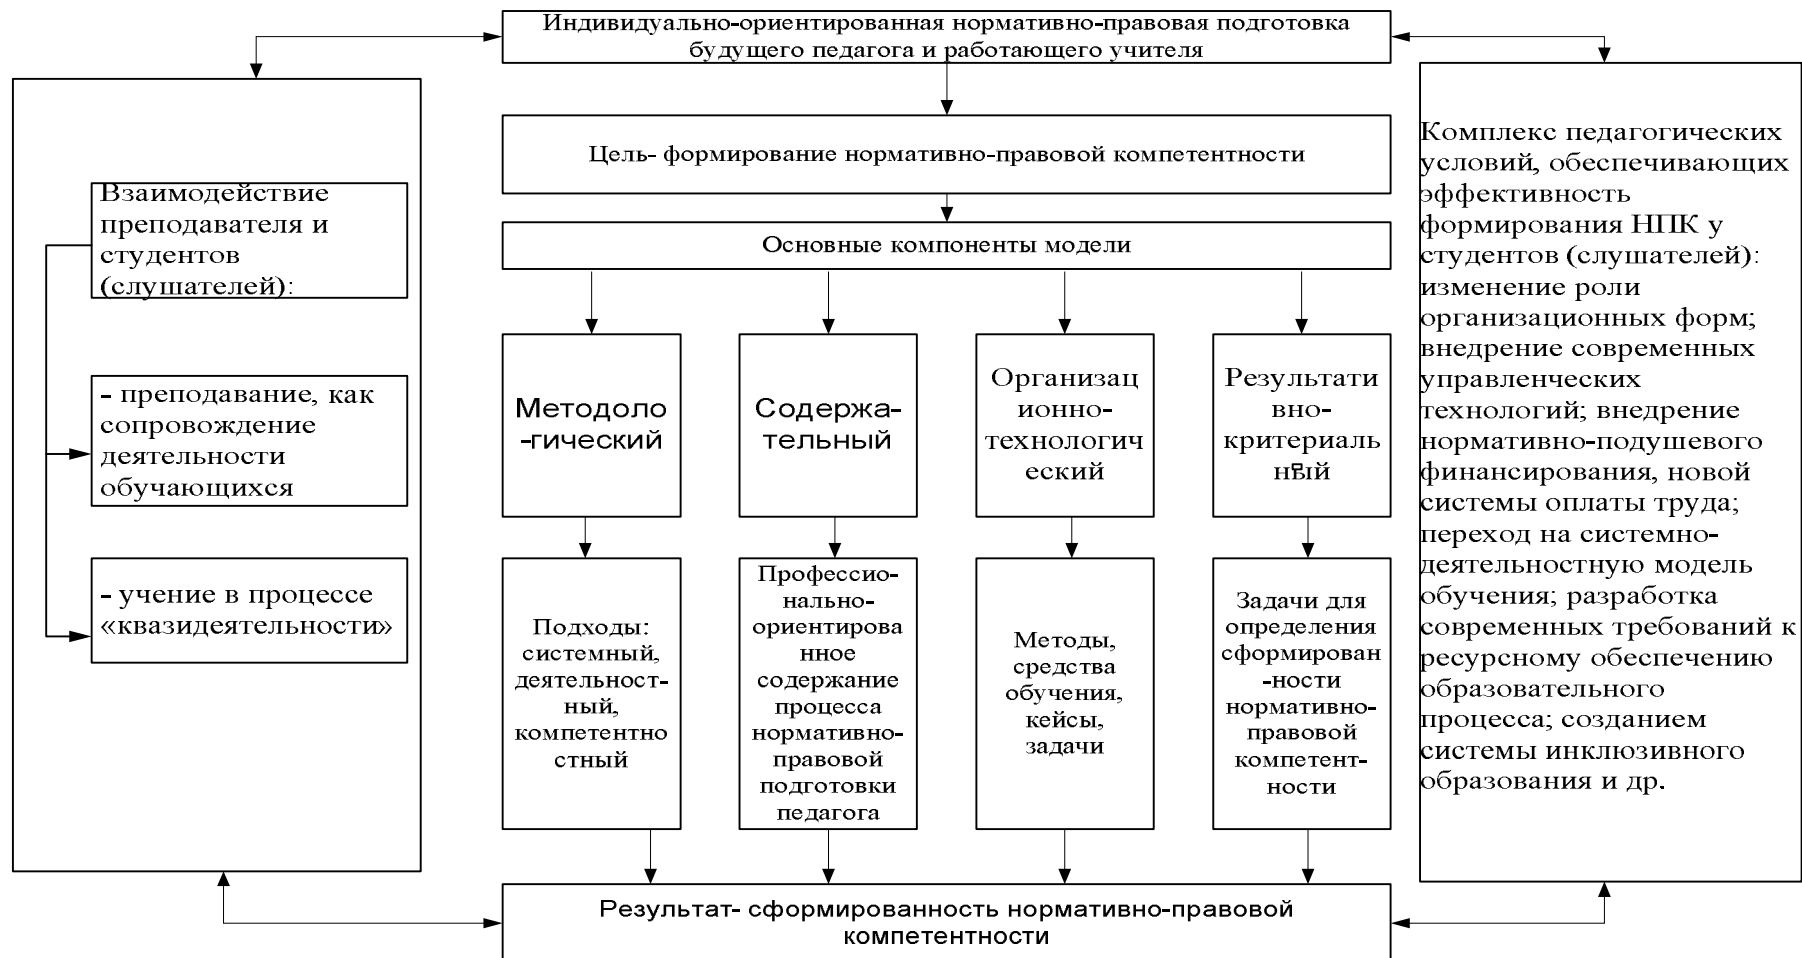 Индивидуально-ориентированная нормативно-правовая подготовка
будущего педагога и работающего учителя
Взаимодействие
преподавателя и
студентов
(слушателей):
- преподавание, как
сопровождение
деятельности
обучающихся
- учение в процессе
«квазидеятельности»
Цель- формирование нормативно-правовой компетентности
Основные компоненты модели
Методоло
-гический
Содержа-
тельный
Организац
ионно-
технологич
еский
Результати
вно-
критериаль
ный
Подходы:
системный,
деятельност-
ный,
компетентно
стный
Профессио-
нально-
ориентирова
нное
содержание
процесса
нормативно-
правовой
подготовки
педагога
Методы,
средства
обучения,
кейсы,
задачи
Задачи для
определения
сформирован
-ности
нормативно-
правовой
компетент-
ности
Результат- сформированность нормативно-правовой
компетентности
Комплекс педагогических
условий, обеспечивающих
эффективность
формирования НПК у
студентов (слушателей):
изменение роли
организационных форм;
внедрение современных
управленческих
технологий; внедрение
нормативно-подушевого
финансирования, новой
системы оплаты труда;
переход на системно-
деятельностную модель
обучения; разработка
современных требований к
ресурсному обеспечению
образовательного
процесса; созданием
системы инклюзивного
образования и др.